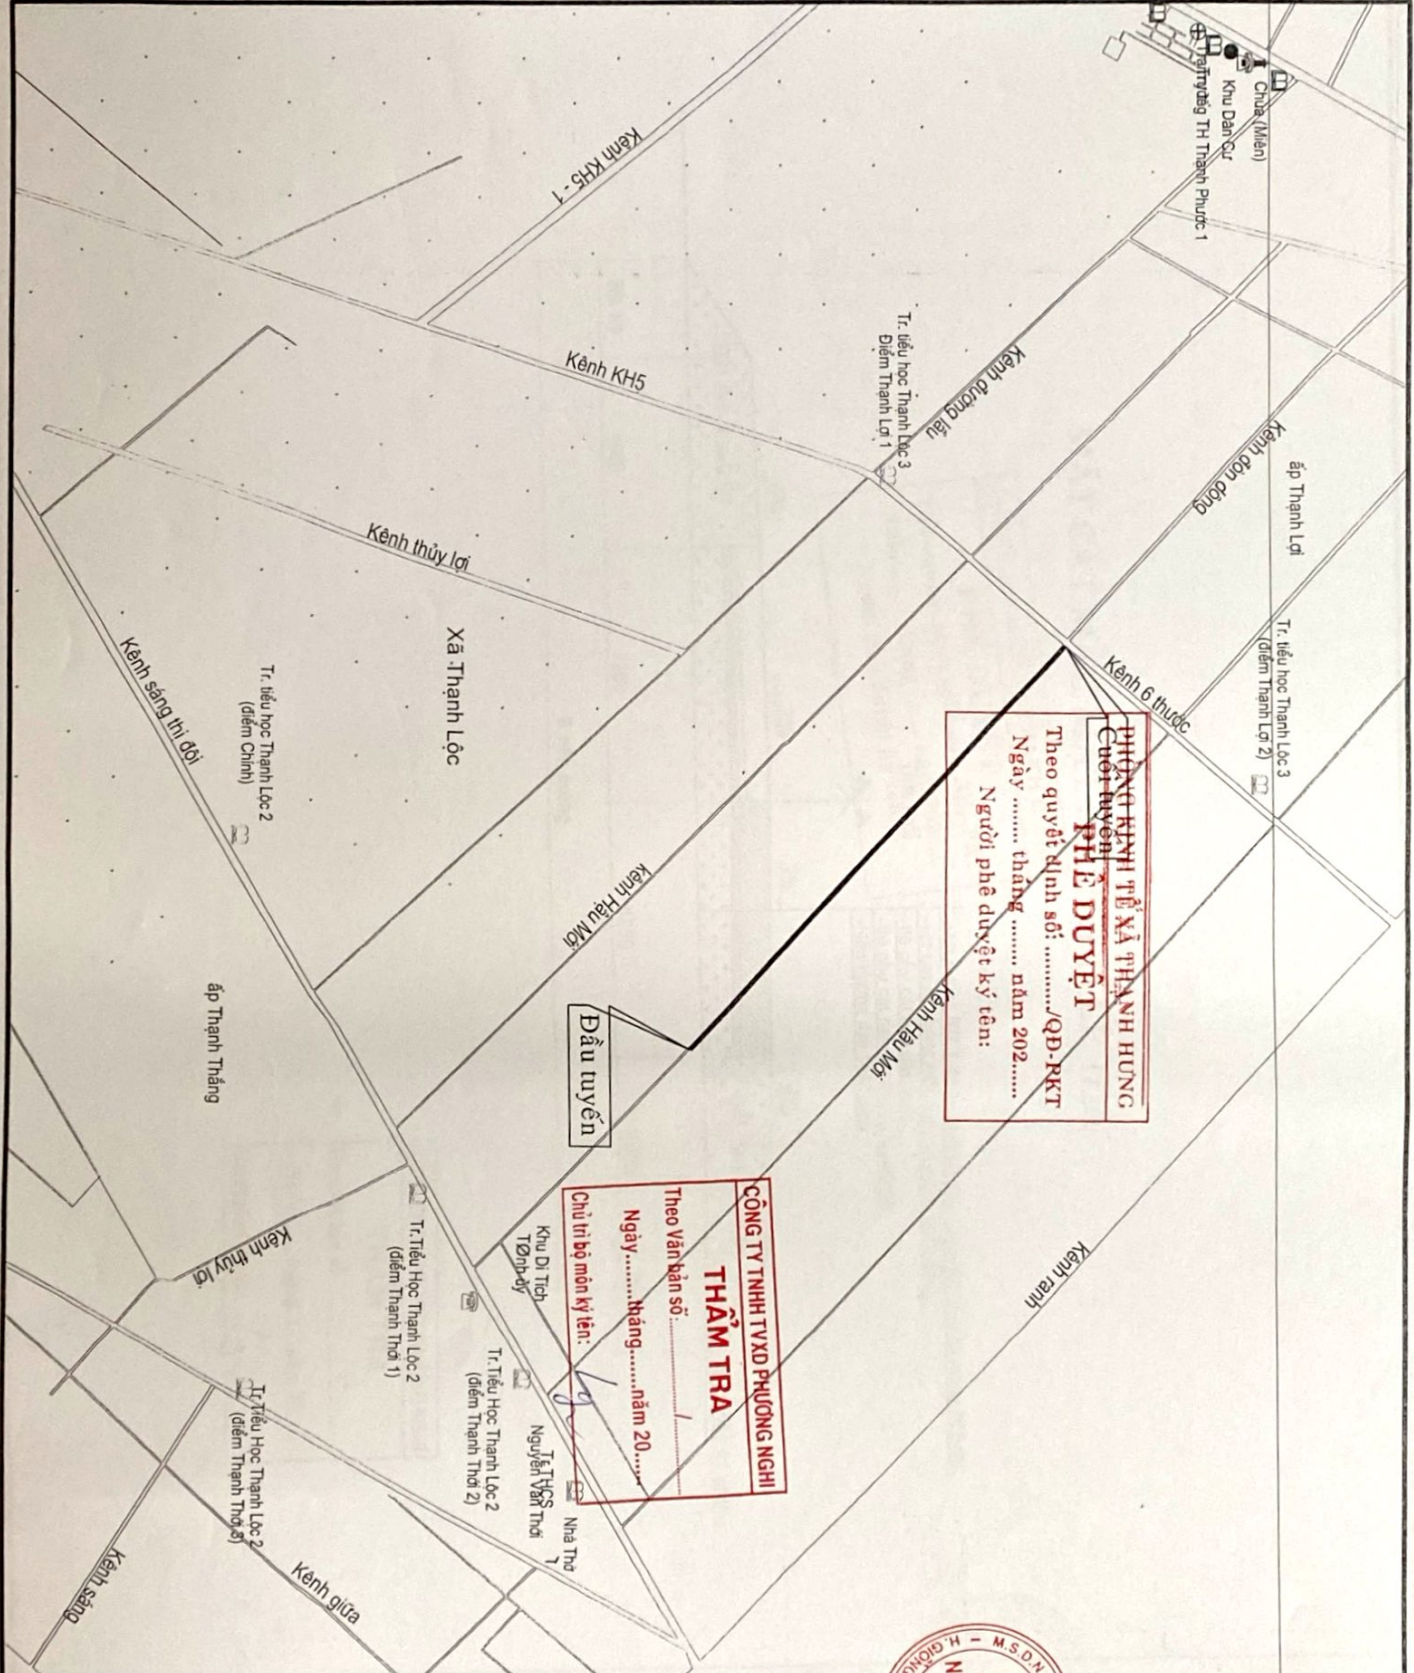 Chùa (Miên)
Khu Dân Cư
Trường TH Thạnh Phước 1
Kênh KH5 - 1
Kênh KH5
Tr. tiểu học Thạnh Lộc 3
Điểm Thạnh Lợi 1
Kênh đường lầu
Kênh đòn dông
ấp Thạnh Lợi
Tr. tiểu học Thạnh Lộc 3
(điểm Thạnh Lợi 2)
Kênh 6 thước
Kênh thủy lợi
Xã Thạnh Lộc
Kênh sáng thi đội
Tr. tiểu học Thạnh Lộc 2
(điểm Chính)
kênh Hậu Mới
ấp Thạnh Thắng
Cuối tuyến
PHÒNG KINH TẾ XÃ THẠNH HƯNG
PHÊ DUYỆT
Theo quyết định số: .........../QĐ-PKT
Ngày ......... tháng ......... năm 202......
Người phê duyệt ký tên:
Kênh Hậu Mới
Đầu tuyến
CÔNG TY TNHH TVXD PHƯƠNG NGHI
THẨM TRA
Theo Văn bản số:................../..................
Ngày.........tháng.........năm 20......
Chủ trì bộ môn ký tên:
Kênh ranh
Khu Di Tích
Kênh thủy lợi
Tr.Tiểu Học Thạnh Lộc 2
(điểm Thạnh Thới 1)
Tr.Tiểu Học Thạnh Lộc 2
(điểm Thạnh Thới 2)
THCS
Nguyễn Văn Thới
Nhà Thờ
Tr.Tiểu Học Thạnh Lộc 2
(điểm Thạnh Thới 3)
Kênh giữa
Kênh sáng
M.S.D.N